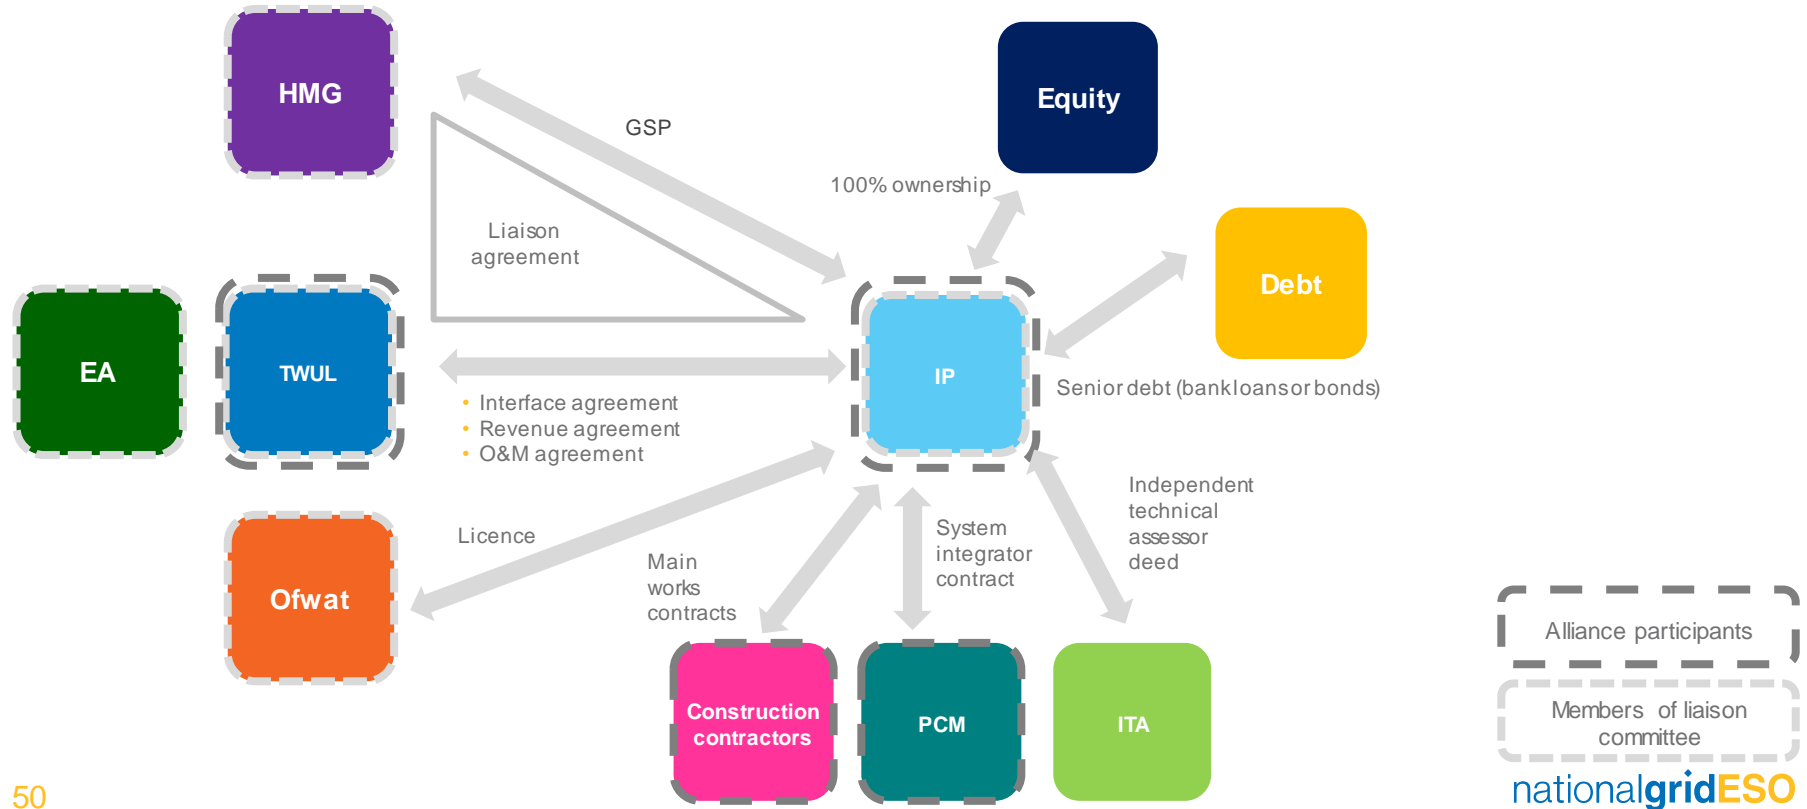 HMG
Equity
GSP
100% ownership
Liaison
agreement
Debt
EA
TWUL
IP
Senior debt (bank loans or bonds)
• Interface agreement
• Revenue agreement
• O&M agreement
Licence
Ofwat
Main
works
contracts
System
integrator
contract
Independent
technical
assessor
deed
Construction
contractors
PCM
ITA
Alliance participants
Members of liaison
committee
50
nationalgridESO